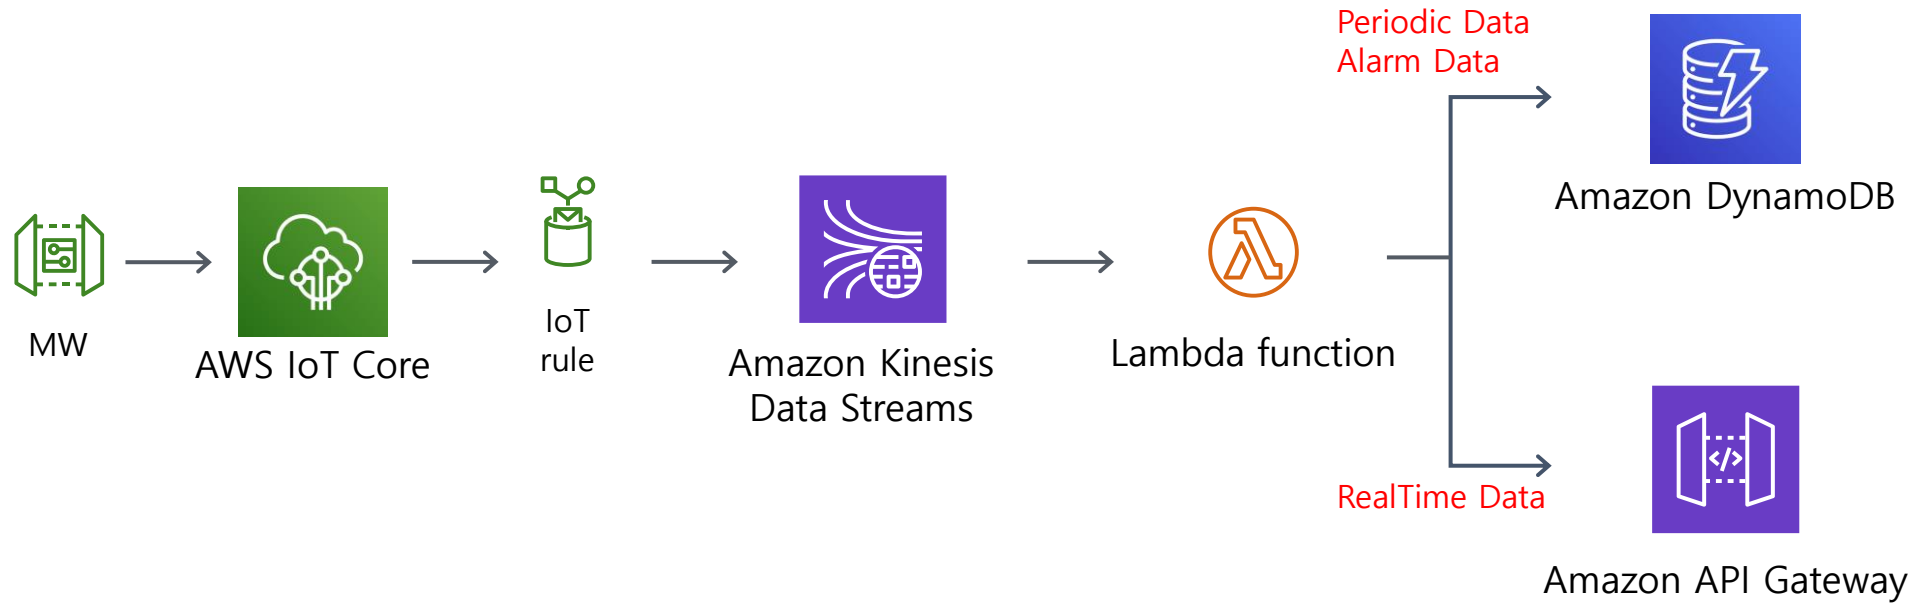 Periodic Data
Alarm Data
MW
AWS IoT Core
IoT
rule
Amazon Kinesis
Data Streams
Lambda function
Amazon DynamoDB
RealTime Data
</>
Amazon API Gateway